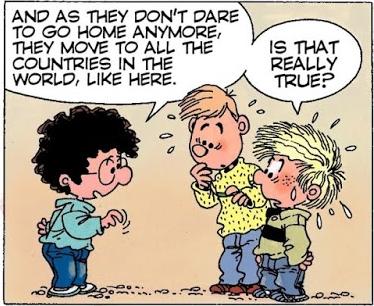 AND AS THEY DON'T DARE
TO GO HOME ANYMORE,
THEY MOVE TO ALL THE
COUNTRIES IN THE
WORLD, LIKE HERE.
IS THAT
REALLY
TRUE?